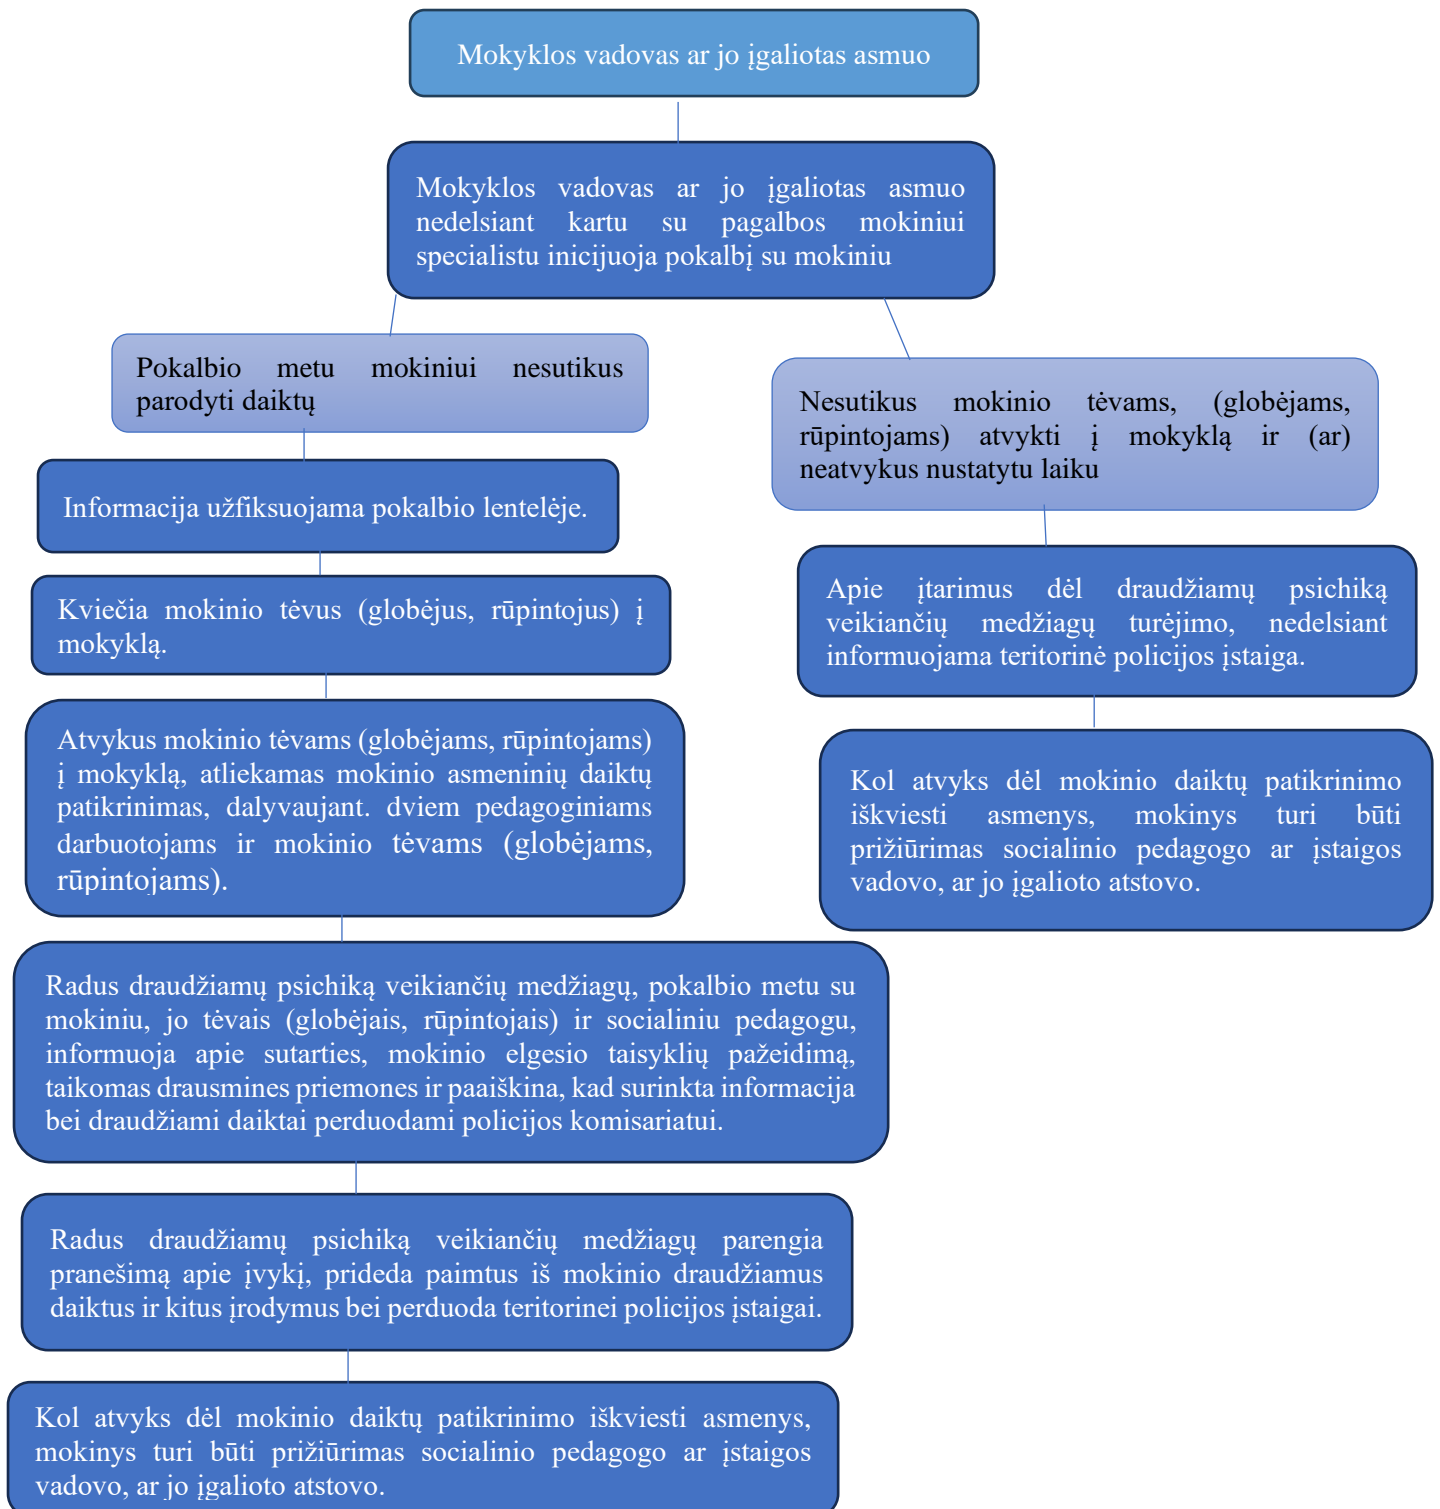 Mokyklos vadovas ar jo įgaliotas asmuo
Mokyklos vadovas ar jo įgaliotas asmuo
nedelsiant kartu su pagalbos mokiniui
specialistu inicijuoja pokalbį su mokiniu
Pokalbio metu mokiniui nesutikus
parodyti daiktų
Informacija užfiksuojama pokalbio lentelėje.
Kviečia mokinio tėvus (globėjus, rūpintojus) į
mokyklą.
Atvykus mokinio tėvams (globėjams, rūpintojams)
į mokyklą, atliekamas mokinio asmeninių daiktų
patikrinimas, dalyvaujant. dviem pedagoginiams
darbuotojams ir mokinio tėvams (globėjams,
rūpintojams).
Radus draudžiamų psichiką veikiančių medžiagų, pokalbio metu su
mokiniu, jo tėvais (globėjais, rūpintojais) ir socialiniu pedagogu,
informuoja apie sutarties, mokinio elgesio taisyklių pažeidimą,
taikomas drausmines priemones ir paaiškina, kad surinkta informacija
bei draudžiami daiktai perduodami policijos komisariatui.
Radus draudžiamų psichiką veikiančių medžiagų parengia
pranešimą apie įvykį, prideda paimtus iš mokinio draudžiamus
daiktus ir kitus įrodymus bei perduoda teritorinei policijos įstaigai.
Kol atvyks dėl mokinio daiktų patikrinimo iškviesti asmenys,
mokinys turi būti prižiūrimas socialinio pedagogo ar įstaigos
vadovo, ar jo įgalioto atstovo.
Nesutikus mokinio tėvams, (globėjams,
rūpintojams) atvykti į mokyklą ir (ar)
neatvykus nustatytu laiku
Apie įtarimus dėl draudžiamų psichiką
veikiančių medžiagų turėjimo, nedelsiant
informuojama teritorinė policijos įstaiga.
Kol atvyks dėl mokinio daiktų patikrinimo
iškviesti asmenys, mokinys turi būti
prižiūrimas socialinio pedagogo ar įstaigos
vadovo, ar jo įgalioto atstovo.